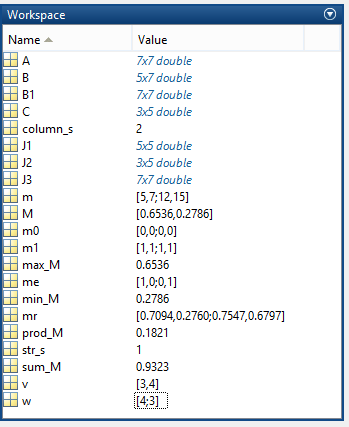 Workspace
Name Value
A 7x7 double
B 5x7 double
B1 7x7 double
C 3x5 double
column_s 2
J1 5x5 double
J2 3x5 double
J3 7x7 double
m [5,7;12,15]
M [0.6536,0.2786]
m0 [0,0;0,0]
m1 [1,1;1,1]
max_M 0.6536
me [1,0;0,1]
min_M 0.2786
mr [0.7094,0.2760;0.7547,0.6797]
prod_M 0.1821
str_s 1
sum_M 0.9323
v [3,4]
w [4;3]